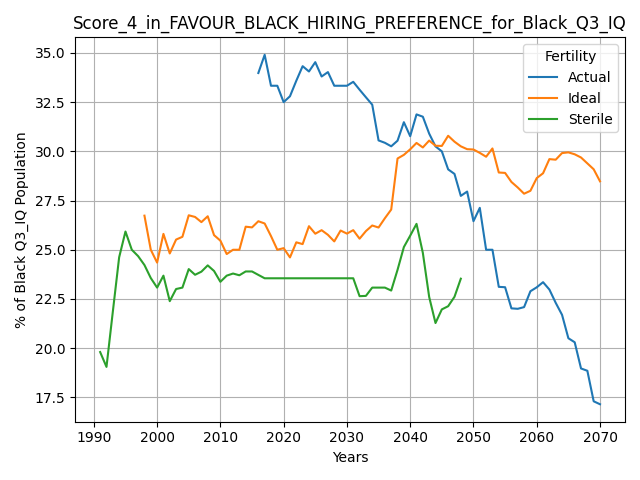 Score_4_in_FAVOUR_BLACK_HIRING_PREFERENCE_for_Black_Q3_IQ
Fertility
Actual
Ideal
Sterile
% of Black Q3_IQ Population
35.0
32.5
30.0
27.5
25.0
22.5
20.0
17.5
1990 2000 2010 2020 2030 2040 2050 2060 2070
Years